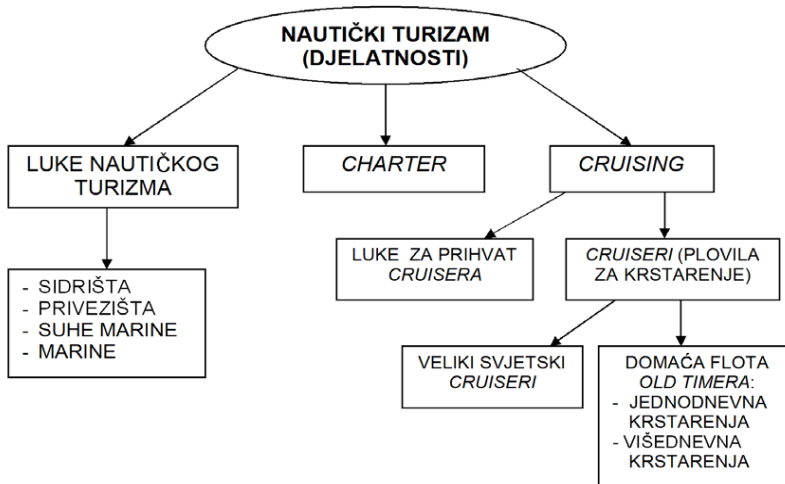 NAUTIČKI TURIZAM
(DJELATNOSTI)
LUKE NAUTIČKOG
TURIZMA
CHARTER
CRUISING
LUKE ZA PRIHVAT
CRUISERA
CRUISERI (PLOVILA
ZA KRSTARENJE)
- SIDRIŠTA
- PRIVEZIŠTA
- SUHE MARINE
- MARINE
VELIKI SVJETSKI
CRUISERI
DOMAĆA FLOTA
OLD TIMERA:
- JEDNODNEVNA
KRSTARENJA
- VIŠEDNEVNA
KRSTARENJA